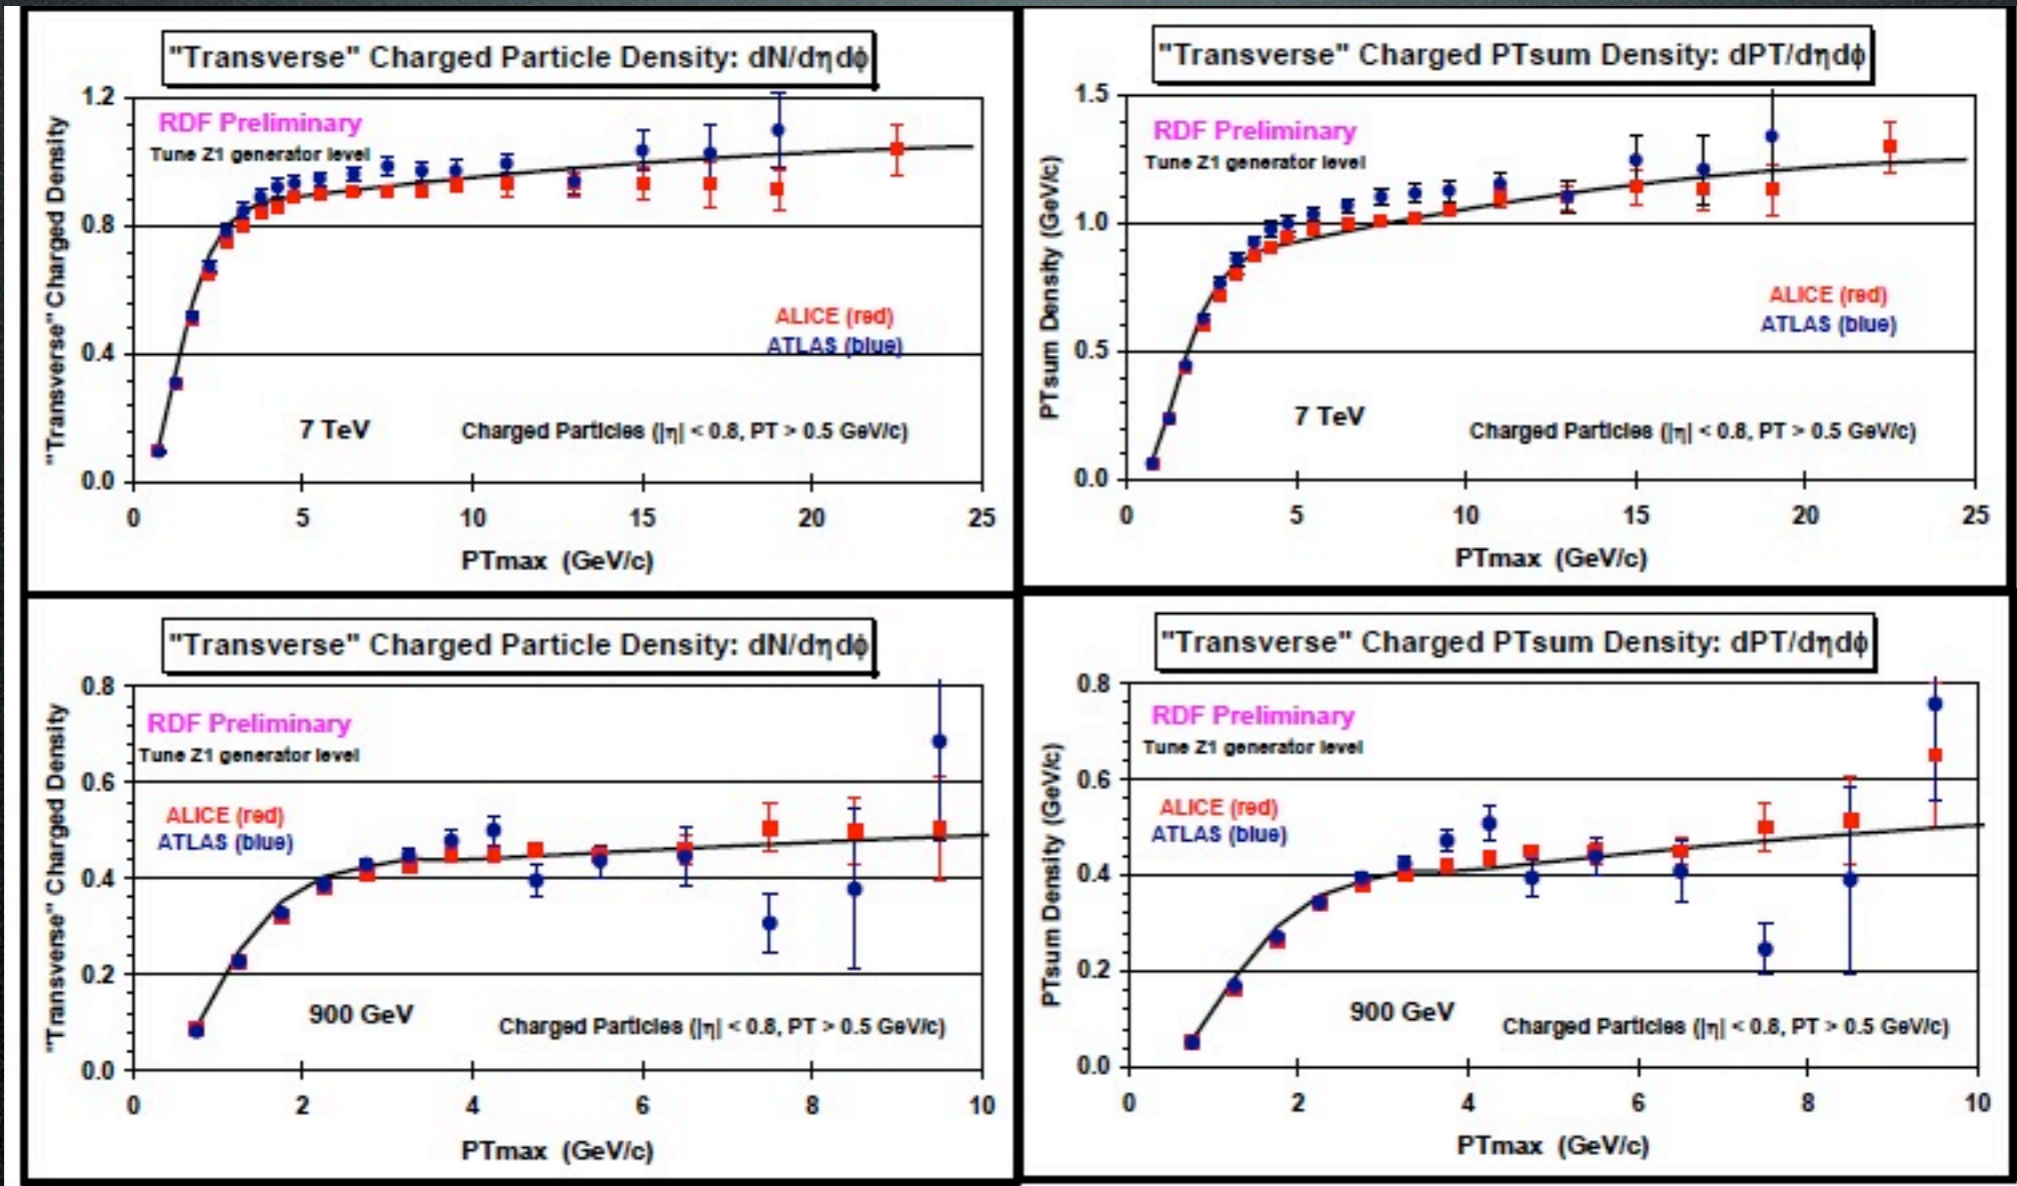 "Transverse" Charged Particle Density: dN/dηdϕ
"Transverse" Charged Density
1.2
0.8
0.4
0.0
RDF Preliminary
Tune Z1 generator level
ALICE (red)
ATLAS (blue)
7 TeV
Charged Particles (|η| < 0.8, PT > 0.5 GeV/c)
0 5 10 15 20 25
PTmax (GeV/c)
"Transverse" Charged PTsum Density: dPT/dηdϕ
PTsum Density (GeV/c)
1.5
1.0
0.5
0.0
RDF Preliminary
Tune Z1 generator level
ALICE (red)
ATLAS (blue)
7 TeV
Charged Particles (|η| < 0.8, PT > 0.5 GeV/c)
0 5 10 15 20 25
PTmax (GeV/c)
"Transverse" Charged Particle Density: dN/dηdϕ
"Transverse" Charged Density
0.8
0.6
0.4
0.2
0.0
RDF Preliminary
Tune Z1 generator level
ALICE (red)
ATLAS (blue)
900 GeV
Charged Particles (|η| < 0.8, PT > 0.5 GeV/c)
0 2 4 6 8 10
PTmax (GeV/c)
"Transverse" Charged PTsum Density: dPT/dηdϕ
PTsum Density (GeV/c)
0.8
0.6
0.4
0.2
0.0
RDF Preliminary
Tune Z1 generator level
ALICE (red)
ATLAS (blue)
900 GeV
Charged Particles (|η| < 0.8, PT > 0.5 GeV/c)
0 2 4 6 8 10
PTmax (GeV/c)